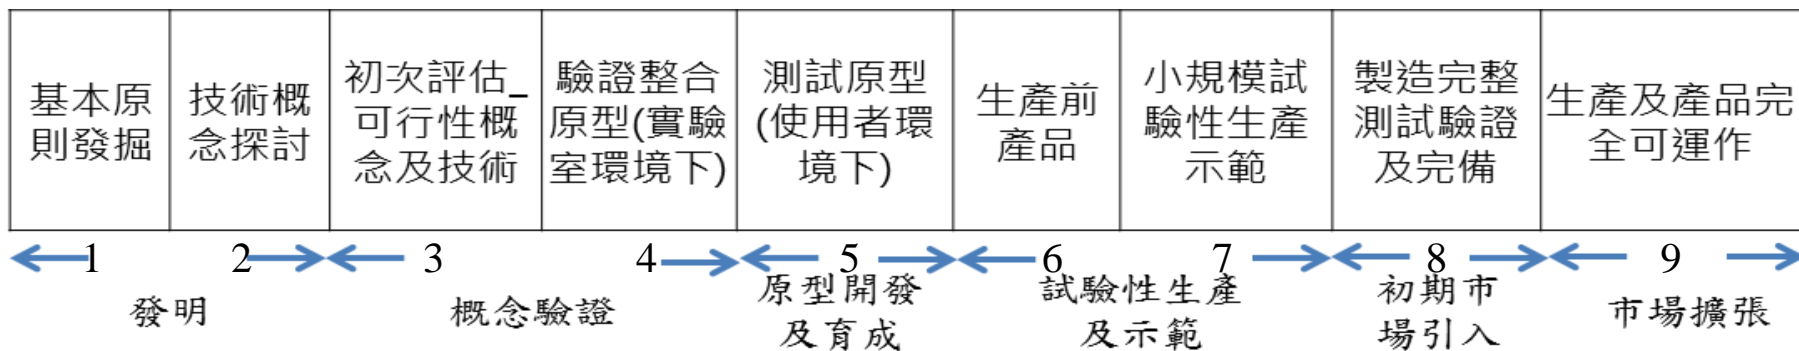 基本原
則發掘
技術概
念探討
初次評估_
可行性概
念及技術
驗證整合
原型(實驗
室環境下)
測試原型
(使用者環
境下)
生產前
產品
小規模試
驗性生產
示範
製造完整
測試驗證
及完備
生產及產品完
全可運作
1
2
3
4
5
6
7
8
9
發明
概念驗證
原型開發
及育成
試驗性生產
及示範
初期市
場引入
市場擴張